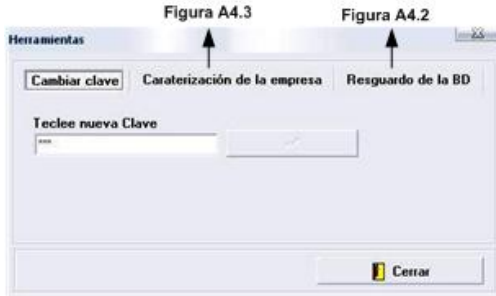 Figura A4.3
Figura A4.2
Herramientas
Cambiar clave
Caraterización de la empresa
Resguardo de la BD
Teclee nueva Clave
***
Cerrar